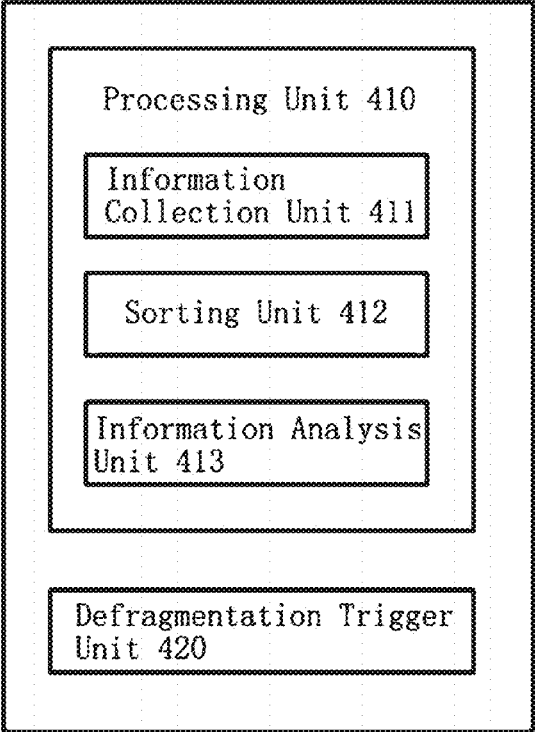 Processing Unit 410
Information
Collection Unit 411
Sorting Unit 412
Information Analysis
Unit 413
Defragmentation Trigger
Unit 420